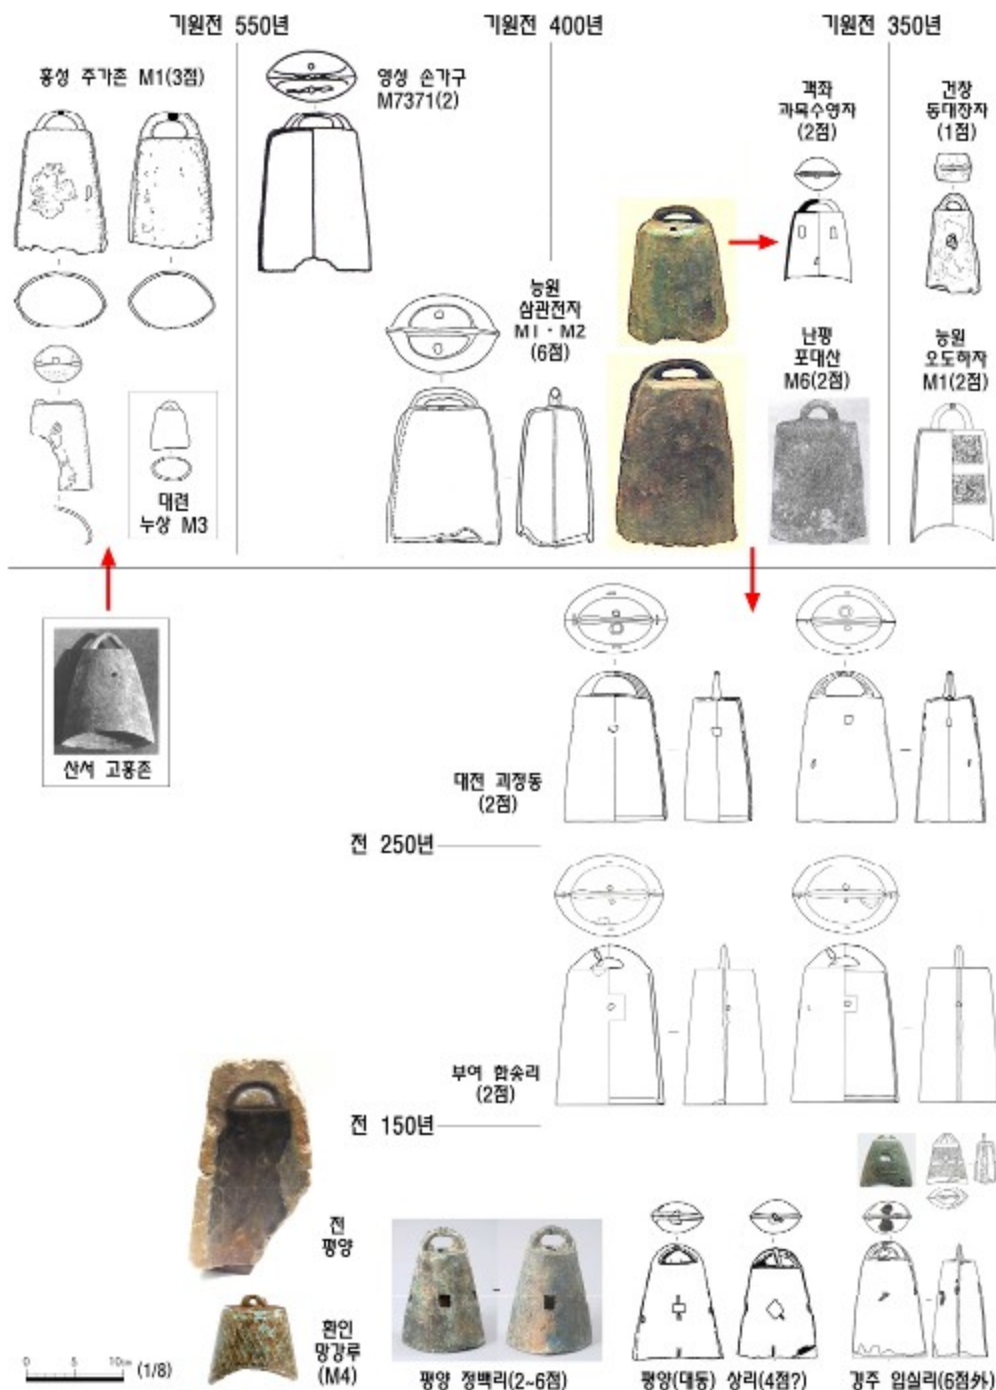 기원전 550년
기원전 400년
기원전 350년
홍성 주가촌 M1(3점)
영성 손가구
M7371(2)
객좌
과목수영자
(2점)
건창
동대장자
(1점)
능원
삼관전자
M1 · M2
(6점)
난평
포대산
M6(2점)
능원
오도하자
M1(2점)
대련
누상 M3
산서 고홍촌
대전 괴정동
(2점)
전 250년
부여 합송리
(2점)
전 150년
전
평양
환인
망강루
(M4)
0 5 10cm (1/8)
평양 정백리(2~6점)
평양(대동) 상리(4점?)
경주 입실리(6점外)